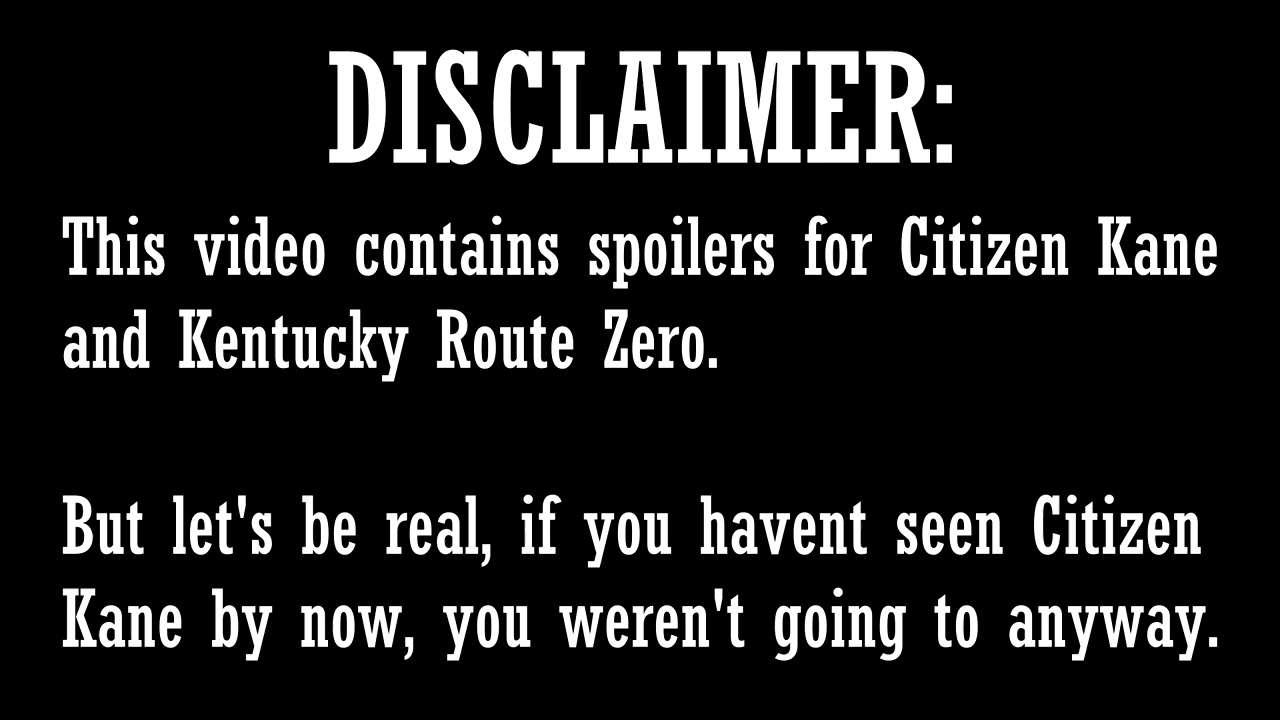 DISCLAIMER:
This video contains spoilers for Citizen Kane
and Kentucky Route Zero.
But let's be real, if you havent seen Citizen
Kane by now, you weren't going to anyway.